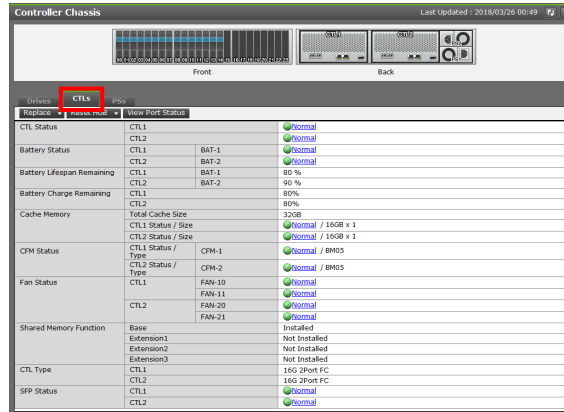 Controller Chassis
Last Updated : 2018/03/26 00:49
CTL1 CTL2
Front Back
Drives CTLs PSs
Replace Reset HUB View Port Status
CTL Status CTL1 Normal
CTL2 Normal
Battery Status CTL1 BAT-1 Normal
CTL2 BAT-2 Normal
Battery Lifespan Remaining CTL1 BAT-1 80 %
CTL2 BAT-2 90 %
Battery Charge Remaining CTL1 80%
CTL2 80%
Cache Memory Total Cache Size 32GB
CTL1 Status / Size Normal / 16GB x 1
CTL2 Status / Size Normal / 16GB x 1
CFM Status CTL1 Status / Type CFM-1 Normal / BM05
CTL2 Status / Type CFM-2 Normal / BM05
Fan Status CTL1 FAN-10 Normal
FAN-11 Normal
CTL2 FAN-20 Normal
FAN-21 Normal
Shared Memory Function Base Installed
Extension1 Not Installed
Extension2 Not Installed
Extension3 Not Installed
CTL Type CTL1 16G 2Port FC
CTL2 16G 2Port FC
SFP Status CTL1 Normal
CTL2 Normal